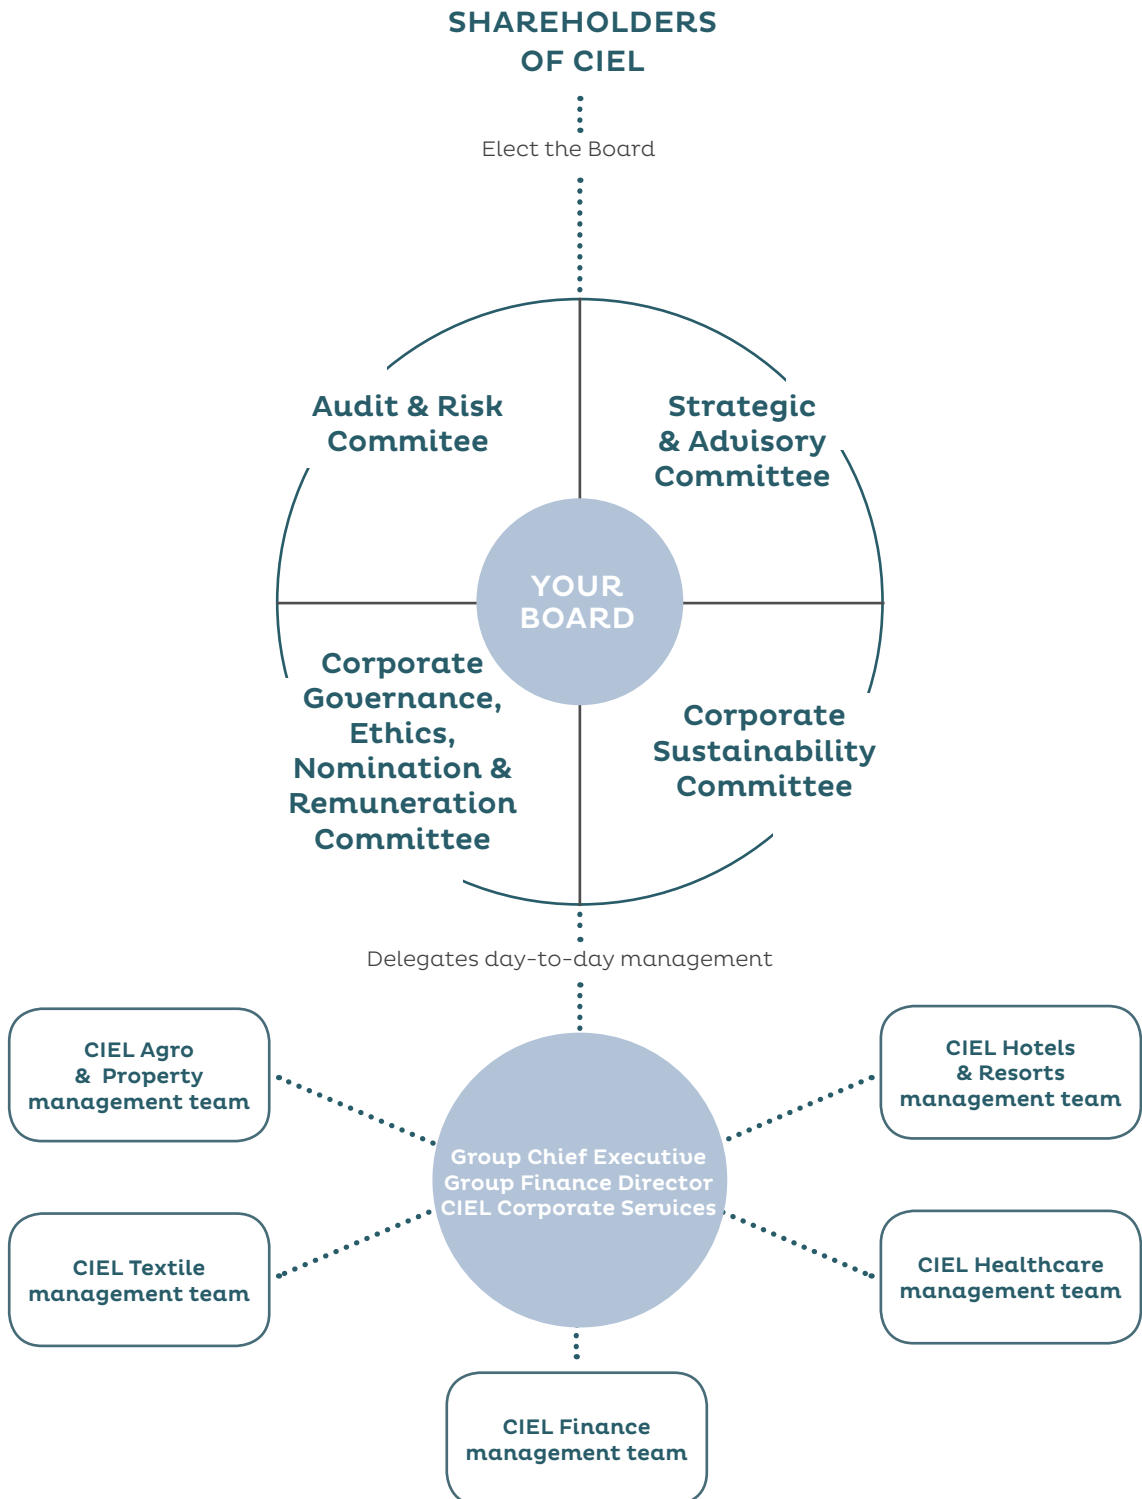 SHAREHOLDERS
OF CIEL
Elect the Board
Audit & Risk
Commitee
Strategic
& Advisory
Committee
YOUR
BOARD
Corporate
Governance,
Ethics,
Nomination &
Remuneration
Committee
Corporate
Sustainability
Committee
Delegates day-to-day management
CIEL Agro
& Property
management team
CIEL Hotels
& Resorts
management team
Group Chief Executive
Group Finance Director
CIEL Corporate Services
CIEL Textile
management team
CIEL Healthcare
management team
CIEL Finance
management team